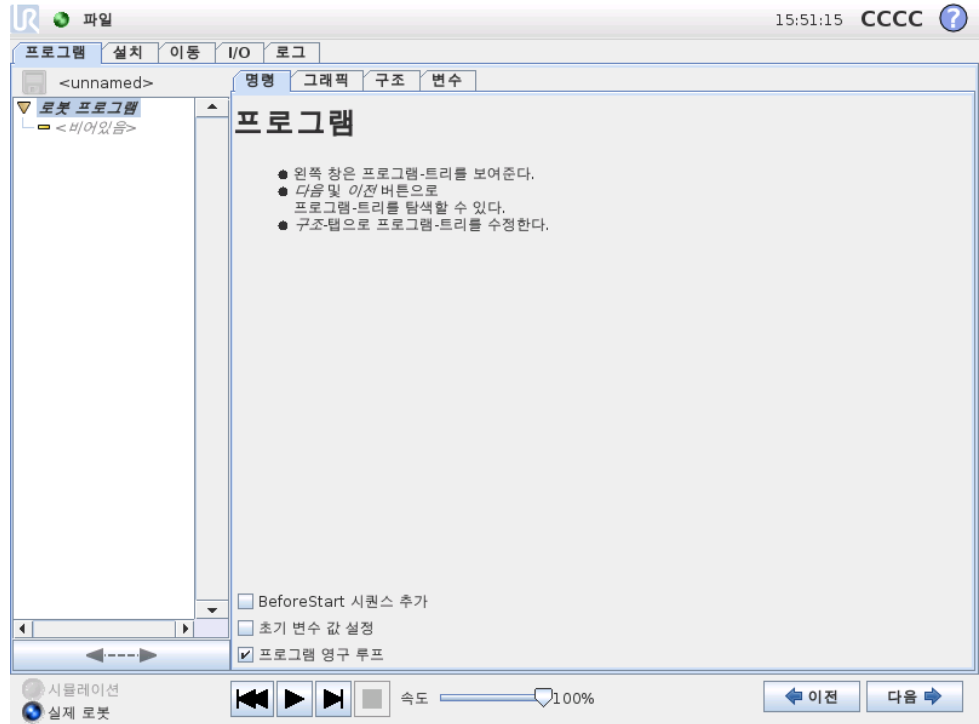 UR 파일 15:51:15 CCCC ?
프로그램 설치 이동 I/O 로그
<unnamed> 명령 그래픽 구조 변수
로봇 프로그램
<비어있음>
프로그램
왼쪽 창은 프로그램-트리를 보여준다.
다음 및 이전 버튼으로
프로그램-트리를 탐색할 수 있다.
구조-탭으로 프로그램-트리를 수정한다.
BeforeStart 시퀀스 추가
초기 변수 값 설정
프로그램 영구 루프
시뮬레이션
실제 로봇
속도 100% 이전 다음